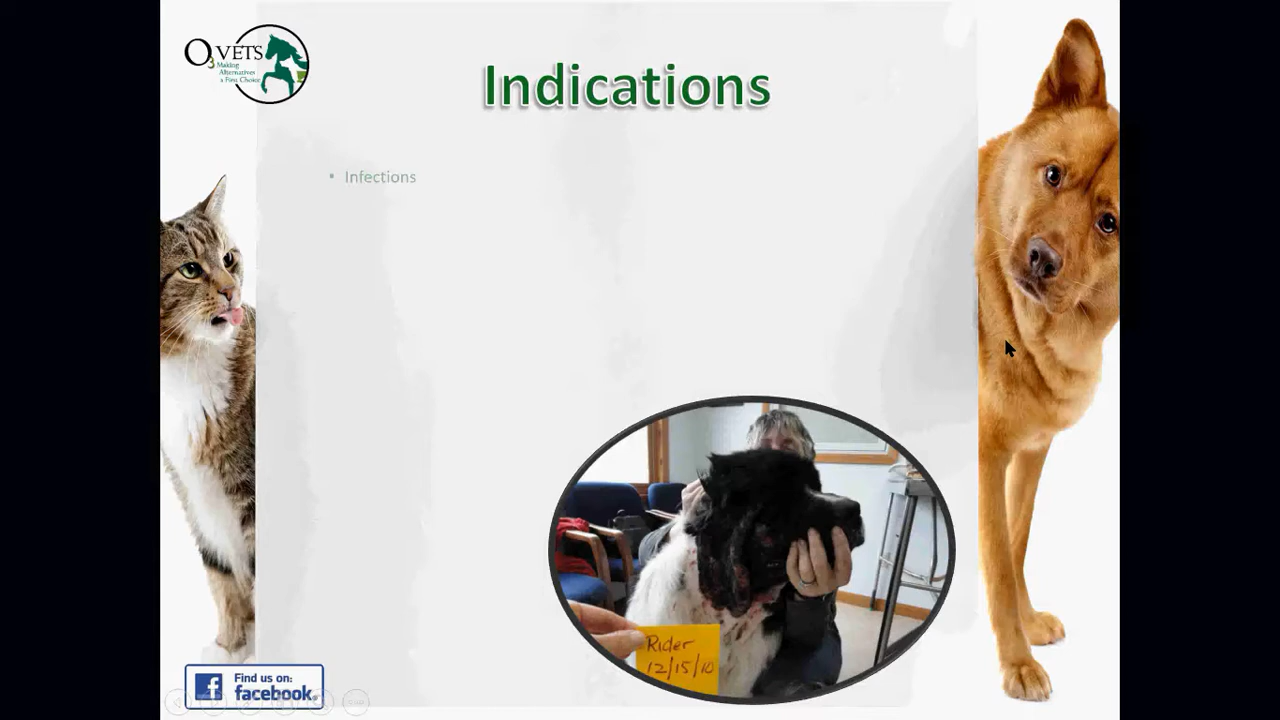 O3VETS
Making
Alternatives
a First Choice
Indications
• Infections
Rider
12/15/10
Find us on:
facebook®